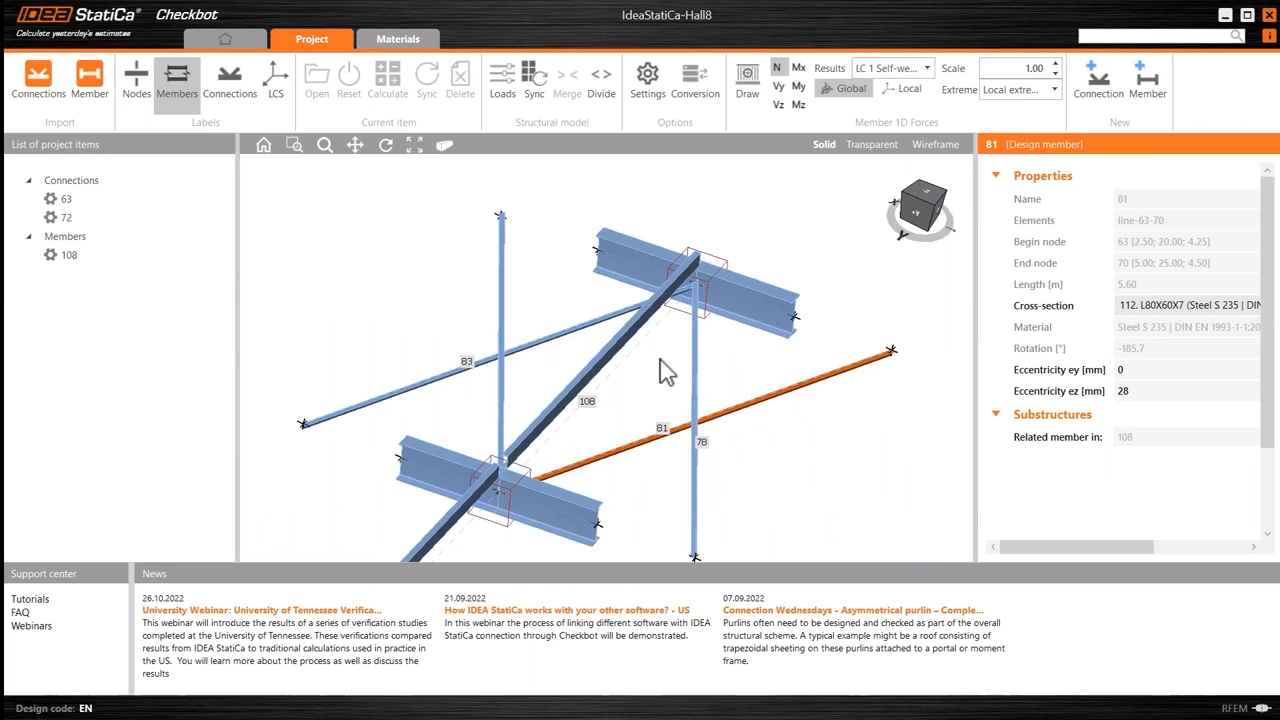 IDEA StatiCa® Checkbot
Calculate yesterday's estimates
IdeaStatiCa-Hall8
Project
Materials
Connections
Member
Import
Nodes
Members
Connections
LCS
Labels
Open
Reset
Calculate
Sync
Delete
Current item
Loads
Sync
Merge
Divide
Structural model
Settings
Conversion
Options
Draw
N Mx
Vy My
Vz Mz
Results LC 1 Self-we...
Global Local
Scale 1.00
Extreme Local extre...
Member 1D Forces
Connection
Member
New
List of project items
Connections
63
72
Members
108
Solid
Transparent
Wireframe
-Z
+Y
83
108
81
78
81 [Design member]
Properties
Name 81
Elements line-63-70
Begin node 63 [2.50; 20.00; 4.25]
End node 70 [5.00; 25.00; 4.50]
Length [m] 5.60
Cross-section 112. L80X60X7 (Steel S 235 | DIN
Material Steel S 235 | DIN EN 1993-1-1:20
Rotation [°] -185.7
Eccentricity ey [mm] 0
Eccentricity ez [mm] 28
Substructures
Related member in: 108
Support center
Tutorials
FAQ
Webinars
News
26.10.2022
University Webinar: University of Tennessee Verifica...
This webinar will introduce the results of a series of verification studies
completed at the University of Tennessee. These verifications compared
results from IDEA StatiCa to traditional calculations used in practice in
the US. You will learn more about the process as well as discuss the
results
21.09.2022
How IDEA StatiCa works with your other software? - US
In this webinar the process of linking different software with IDEA
StatiCa connection through Checkbot will be demonstrated.
07.09.2022
Connection Wednesdays - Asymmetrical purlin – Comple...
Purlins often need to be designed and checked as part of the overall
structural scheme. A typical example might be a roof consisting of
trapezoidal sheeting on these purlins attached to a portal or moment
frame.
Design code: EN
RFEM